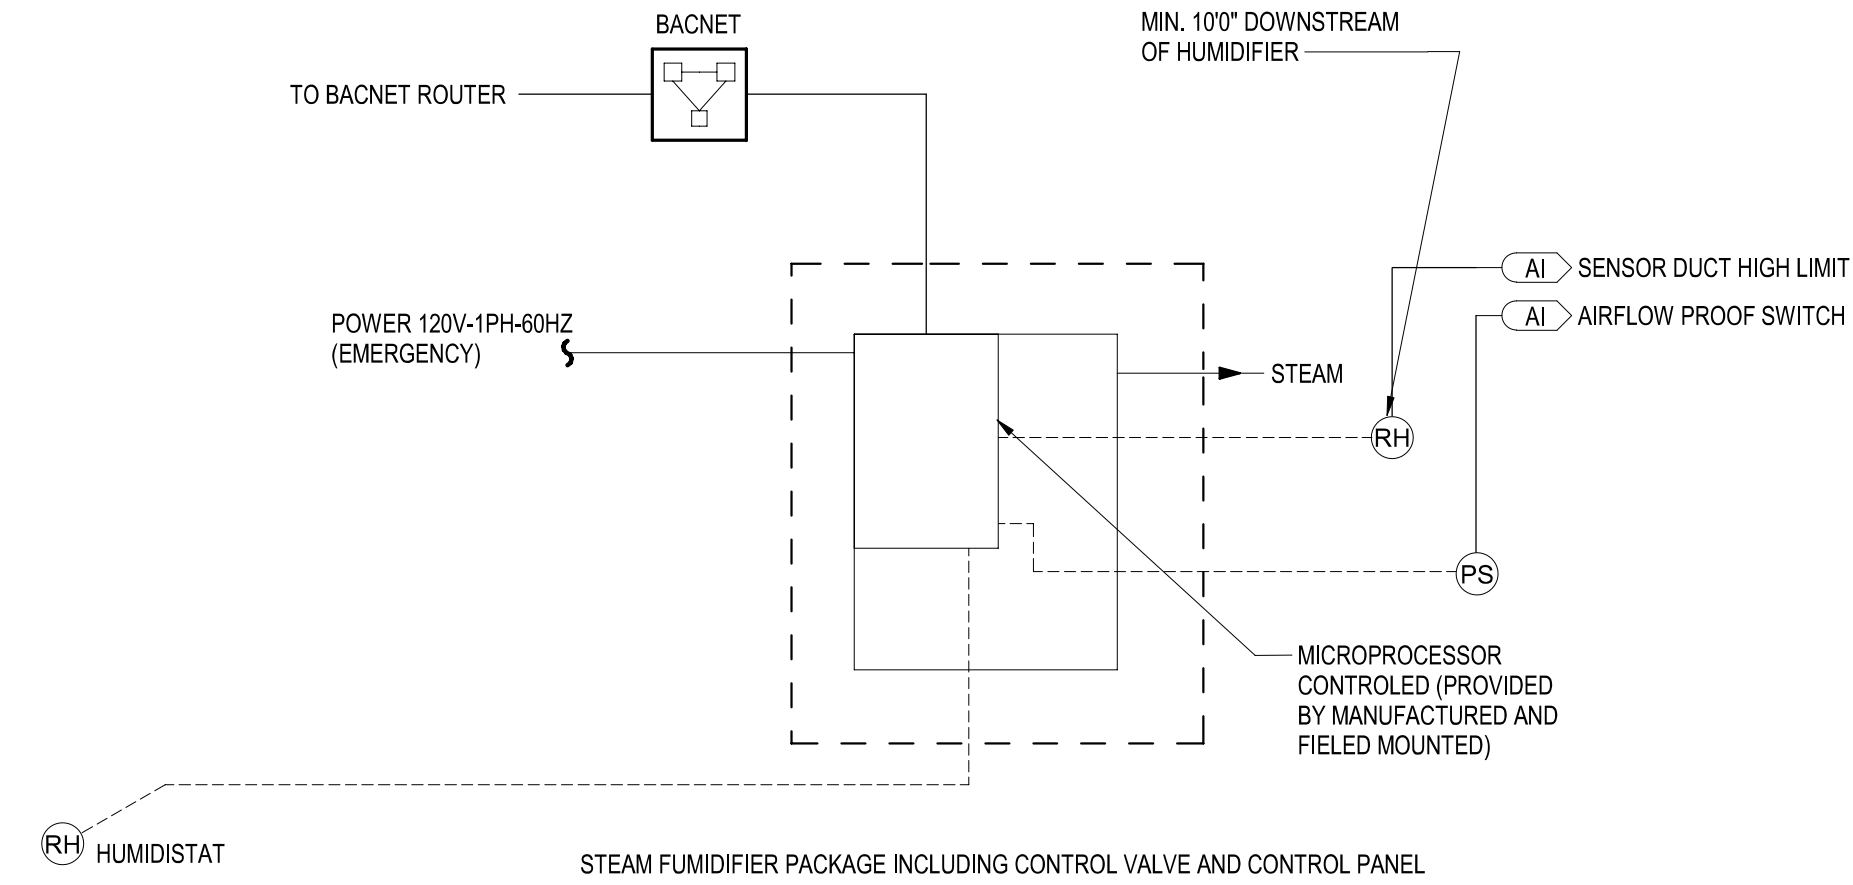 BACNET
MIN. 10'0" DOWNSTREAM
OF HUMIDIFIER
TO BACNET ROUTER
AI
SENSOR DUCT HIGH LIMIT
AI
AIRFLOW PROOF SWITCH
POWER 120V-1PH-60HZ
(EMERGENCY)
STEAM
RH
PS
MICROPROCESSOR
CONTROLED (PROVIDED
BY MANUFACTURED AND
FIELED MOUNTED)
RH
HUMIDISTAT
STEAM FUMIDIFIER PACKAGE INCLUDING CONTROL VALVE AND CONTROL PANEL